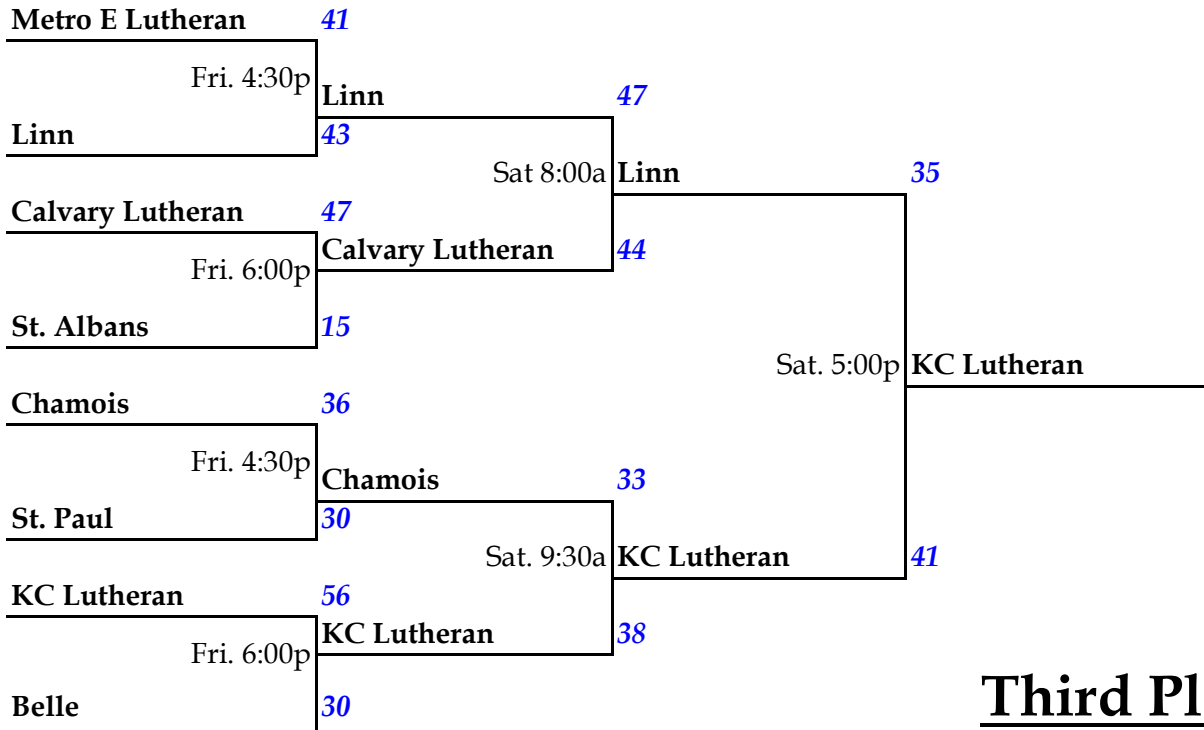 Metro E Lutheran 41
Fri. 4:30p
Linn 47
Linn 43
Sat 8:00a Linn 35
Calvary Lutheran 47
Calvary Lutheran 44
Fri. 6:00p
St. Albans 15
Sat. 5:00p KC Lutheran
Chamois 36
Fri. 4:30p
Chamois 33
St. Paul 30
Sat. 9:30a KC Lutheran 41
KC Lutheran 56
KC Lutheran 38
Fri. 6:00p
Third Pl
Belle 30